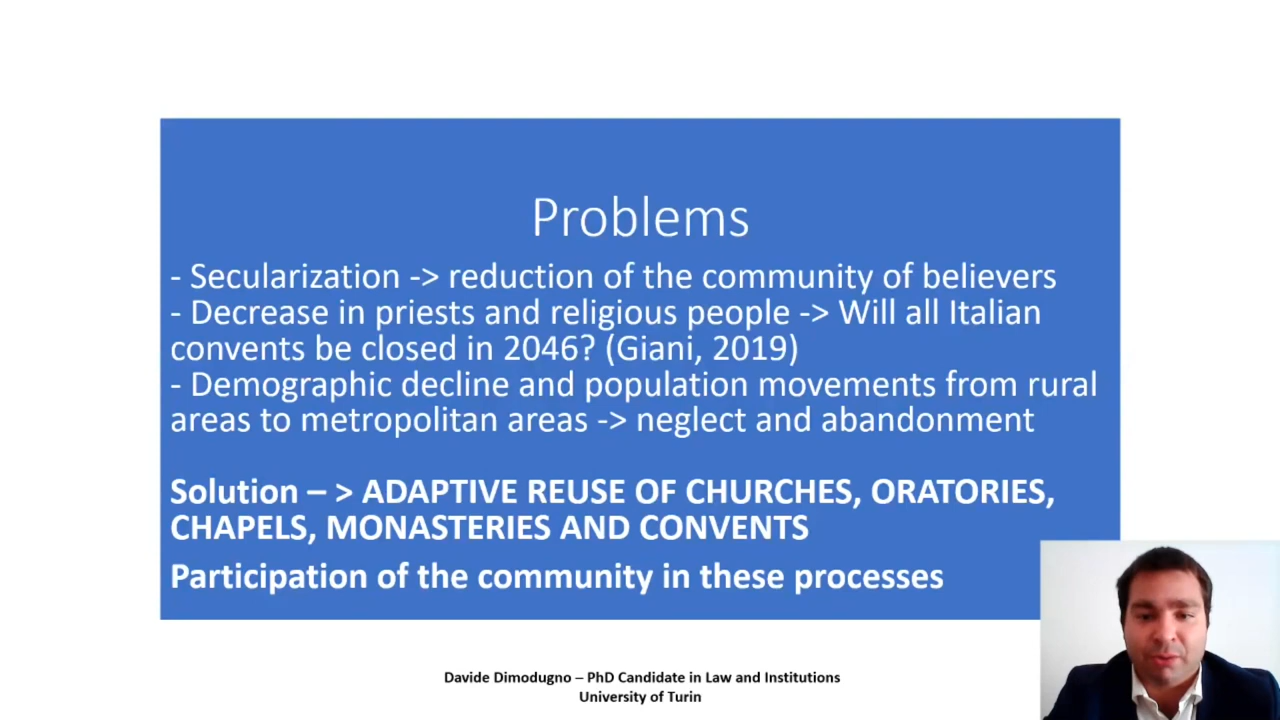 Problems
- Secularization -> reduction of the community of believers
- Decrease in priests and religious people -> Will all Italian
convents be closed in 2046? (Giani, 2019)
- Demographic decline and population movements from rural
areas to metropolitan areas -> neglect and abandonment
Solution – > ADAPTIVE REUSE OF CHURCHES, ORATORIES,
CHAPELS, MONASTERIES AND CONVENTS
Participation of the community in these processes
Davide Dimodugno – PhD Candidate in Law and Institutions
University of Turin